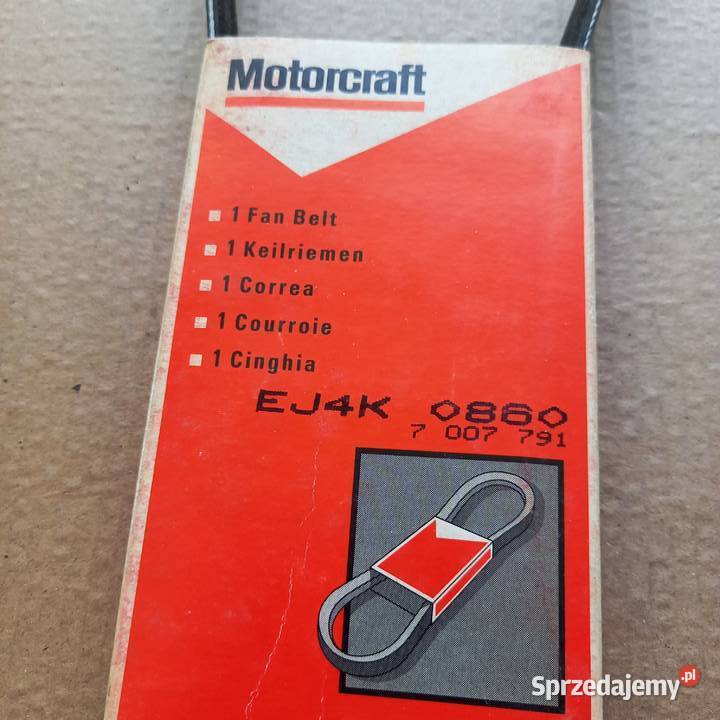 Motorcraft
1 Fan Belt
1 Keilriemen
1 Correa
1 Courroie
1 Cinghia
EJ4K 0860
7 007 791
Sprzedajemy.pl